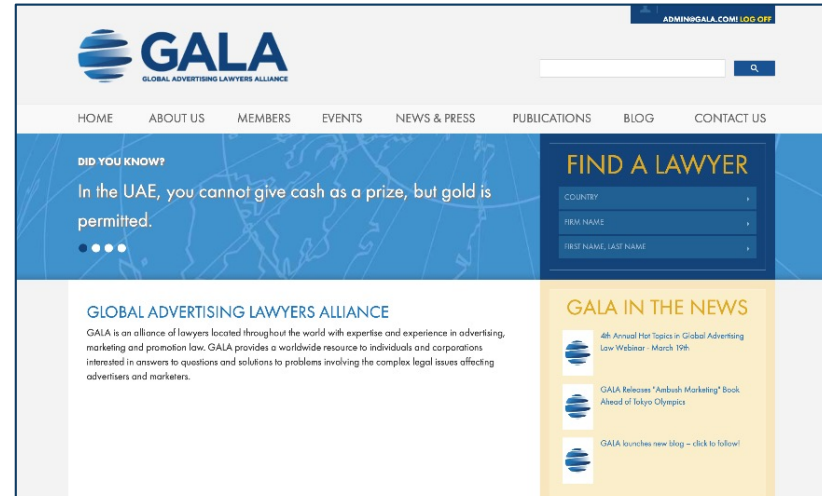 ADMIN@GALA.COM! LOG OFF
GALA
GLOBAL ADVERTISING LAWYERS ALLIANCE
HOME ABOUT US MEMBERS EVENTS NEWS & PRESS PUBLICATIONS BLOG CONTACT US
DID YOU KNOW?
In the UAE, you cannot give cash as a prize, but gold is
permitted.
FIND A LAWYER
COUNTRY
FIRM NAME
FIRST NAME, LAST NAME
GLOBAL ADVERTISING LAWYERS ALLIANCE
GALA is an alliance of lawyers located throughout the world with expertise and experience in advertising,
marketing and promotion law. GALA provides a worldwide resource to individuals and corporations
interested in answers to questions and solutions to problems involving the complex legal issues affecting
advertisers and marketers.
GALA IN THE NEWS
4th Annual Hot Topics in Global Advertising
Law Webinar - March 19th
GALA Releases "Ambush Marketing" Book
Ahead of Tokyo Olympics
GALA launches new blog – click to follow!